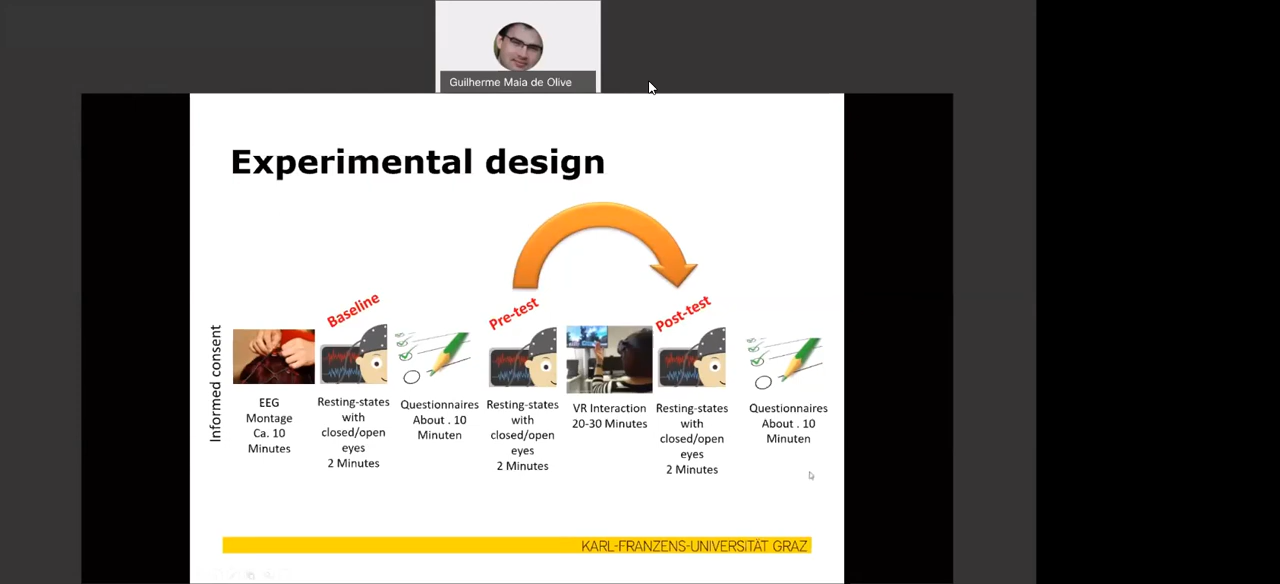 Guilherme Maia de Olive
Experimental design
Informed consent
EEG
Montage
Ca. 10
Minutes
Baseline
Resting-states
with
closed/open
eyes
2 Minutes
Questionnaires
About . 10
Minuten
Pre-test
Resting-states
with
closed/open
eyes
2 Minutes
VR Interaction
20-30 Minutes
Post-test
Resting-states
with
closed/open
eyes
2 Minutes
Questionnaires
About . 10
Minuten
KARL-FRANZENS-UNIVERSITÄT GRAZ